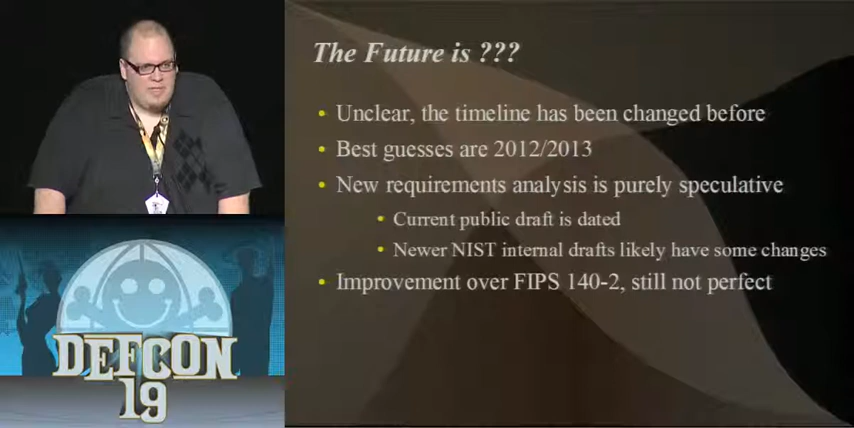 The Future is ???
Unclear, the timeline has been changed before
Best guesses are 2012/2013
New requirements analysis is purely speculative
Current public draft is dated
Newer NIST internal drafts likely have some changes
Improvement over FIPS 140-2, still not perfect
DEFCON
19